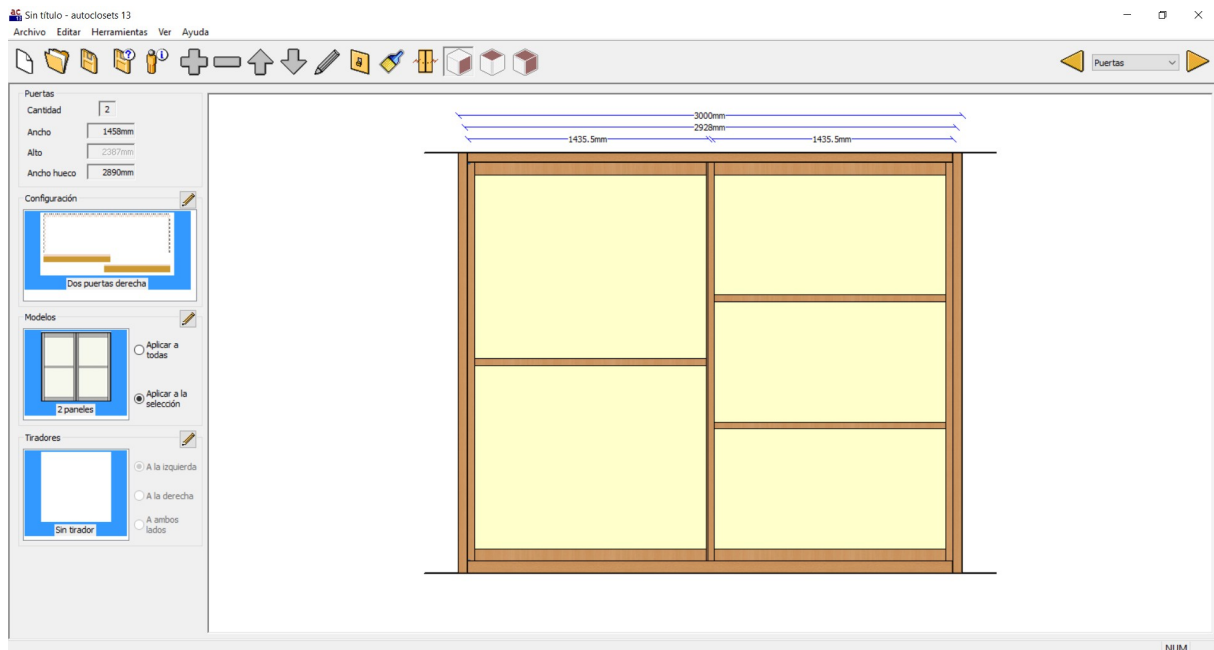 Sin título - autoclosets 13
Archivo Editar Herramientas Ver Ayuda
Puertas
Puertas
Cantidad 2
Ancho 1458mm
Alto 2387mm
Ancho hueco 2890mm
Configuración
Dos puertas derecha
Modelos
Aplicar a
todas
Aplicar a la
selección
2 paneles
Tiradores
A la izquierda
A la derecha
A ambos
lados
Sin tirador
3000mm
2928mm
1435.5mm 1435.5mm
NUM